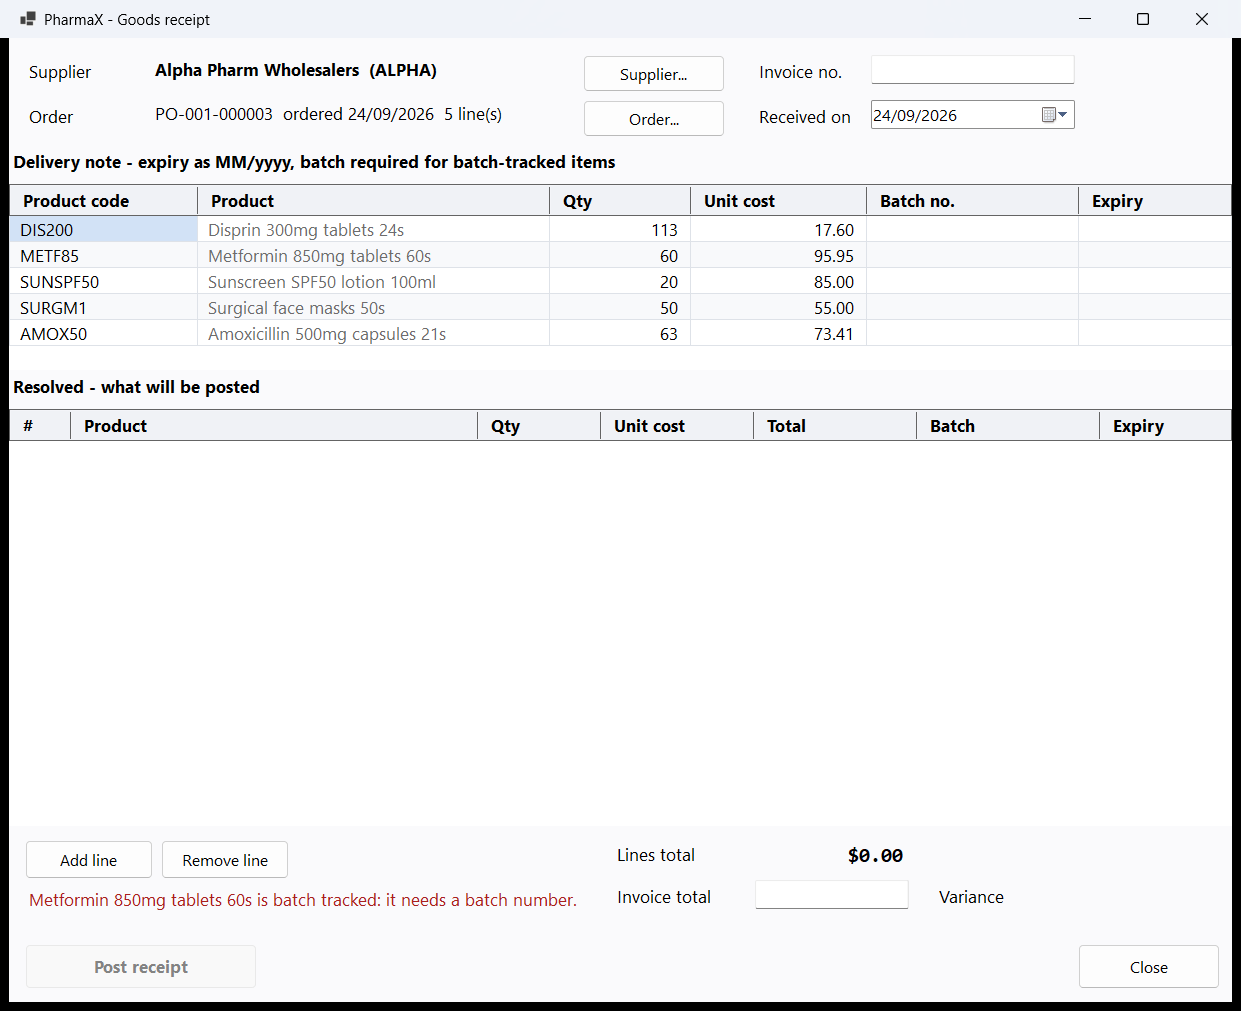 PharmaX - Goods receipt
Supplier Alpha Pharm Wholesalers (ALPHA) Supplier... Invoice no.
Order PO-001-000003 ordered 24/09/2026 5 line(s) Order... Received on 24/09/2026
Delivery note - expiry as MM/yyyy, batch required for batch-tracked items
Product code Product Qty Unit cost Batch no. Expiry
DIS200 Disprin 300mg tablets 24s 113 17.60
METF85 Metformin 850mg tablets 60s 60 95.95
SUNSPF50 Sunscreen SPF50 lotion 100ml 20 85.00
SURGM1 Surgical face masks 50s 50 55.00
AMOX50 Amoxicillin 500mg capsules 21s 63 73.41
Resolved - what will be posted
# Product Qty Unit cost Total Batch Expiry
Add line Remove line Lines total $0.00
Metformin 850mg tablets 60s is batch tracked: it needs a batch number. Invoice total Variance
Post receipt Close